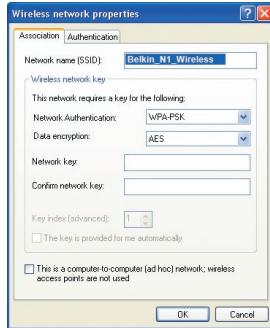 Wireless network properties
Association
Authentication
Network name (SSID):
Belkin_N1_Wireless
Wireless network key
This network requires a key for the following:
Network Authentication:
WPA-PSK
Data encryption:
AES
Network key:
Confirm network key:
Key index (advanced):
1
The key is provided for me automatically
This is a computer-to-computer (ad hoc) network; wireless
access points are not used
OK
Cancel